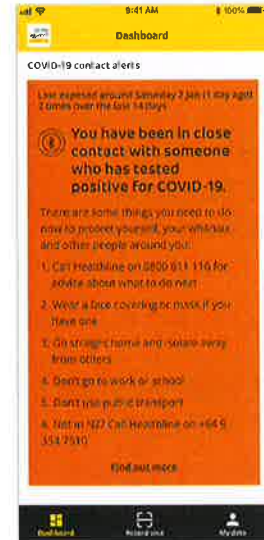 9:41 AM
100%
Dashboard
COVID-19 contact alerts
Last exposed around Saturday 2 Jan (1 day ago)
2 times over the last 14 days
You have been in close
contact with someone
who has tested
positive for COVID-19.
There are some things you need to do
now to protect yourself, your whānau,
and other people around you:
1. Call Healthline on 0800 611 116 for
advice about what to do next
2. Wear a face covering or mask if you
have one
3. Go straight home and isolate away
from others
4. Don't go to work or school
5. Don't use public transport
6. Not in NZ? Call Healthline on +64 9
354 7510
Find out more
Dashboard
Record visit
My data